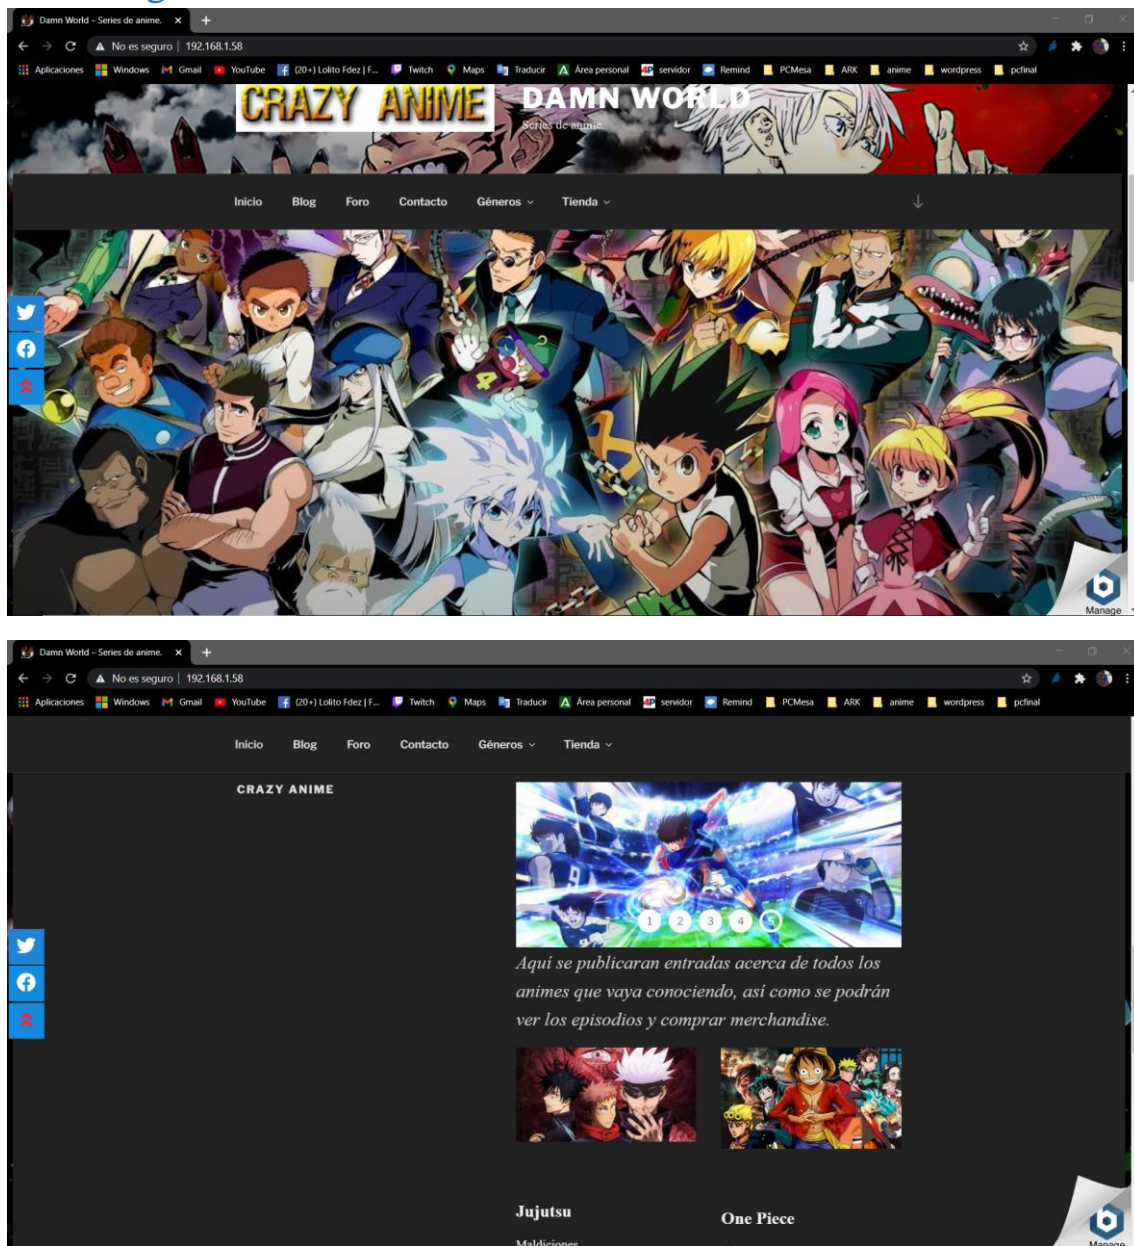 Damn World – Series de anime.
No es seguro | 192.168.1.58
Aplicaciones Windows Gmail YouTube (20+) Lolito Fdez | F... Twitch Maps Traducir Área personal servidor Remind PCMesa ARK anime wordpress pcfinal
CRAZY ANIME
DAMN WORLD
Series de anime.
Inicio Blog Foro Contacto Géneros Tienda
4
Manage
Damn World – Series de anime.
No es seguro | 192.168.1.58
Aplicaciones Windows Gmail YouTube (20+) Lolito Fdez | F... Twitch Maps Traducir Área personal servidor Remind PCMesa ARK anime wordpress pcfinal
Inicio Blog Foro Contacto Géneros Tienda
CRAZY ANIME
9
1 2 3 4 5
Aquí se publicaran entradas acerca de todos los
animes que vaya conociendo, así como se podrán
ver los episodios y comprar merchandise.
Jujutsu
One Piece
Maldiciones
Manage